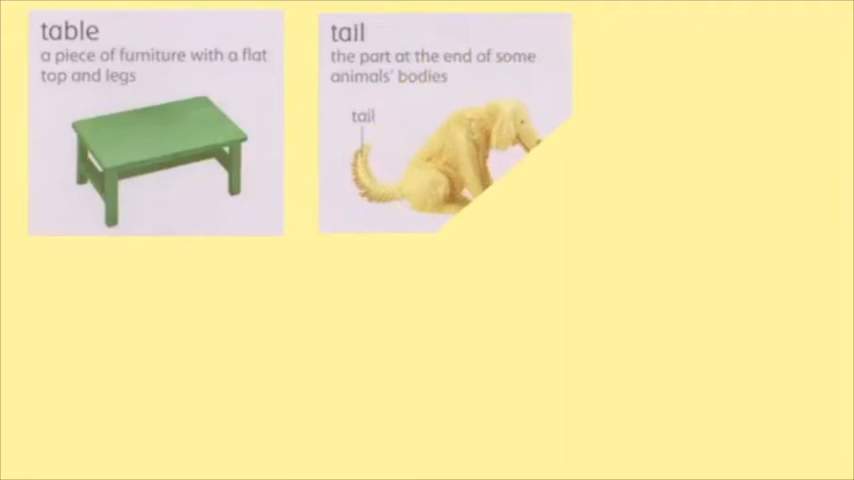 table
a piece of furniture with a flat
top and legs
tail
the part at the end of some
animals' bodies
tail